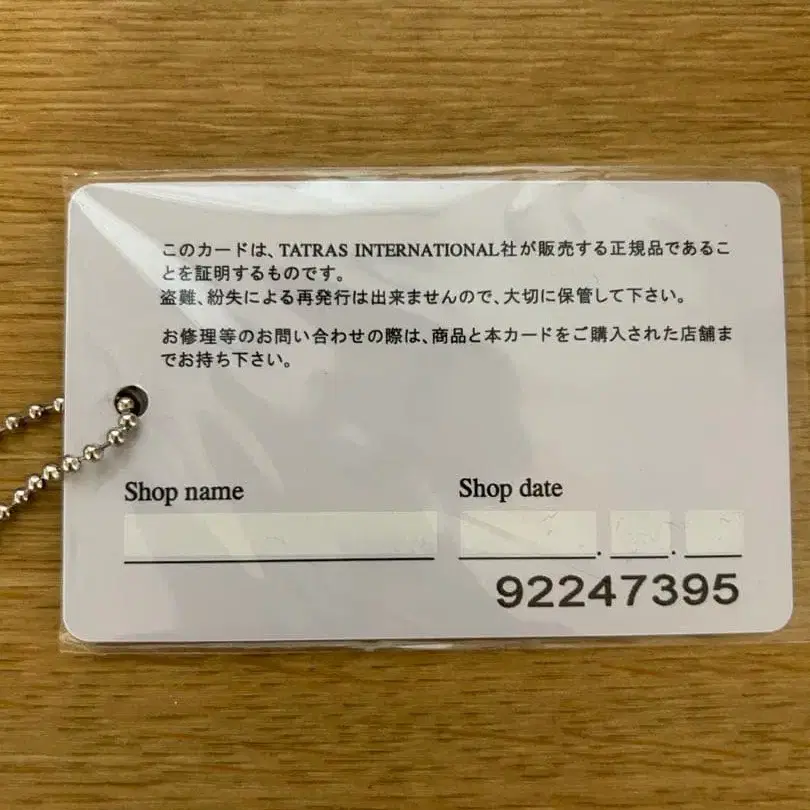 このカードは、TATRAS INTERNATIONAL社が販売する正規品であるこ
とを証明するものです。
盗難、紛失による再発行は出来ませんので、大切に保管して下さい。
お修理等のお問い合わせの際は、商品と本カードをご購入された店舗ま
でお持ち下さい。
Shop name
Shop date
. .
92247395